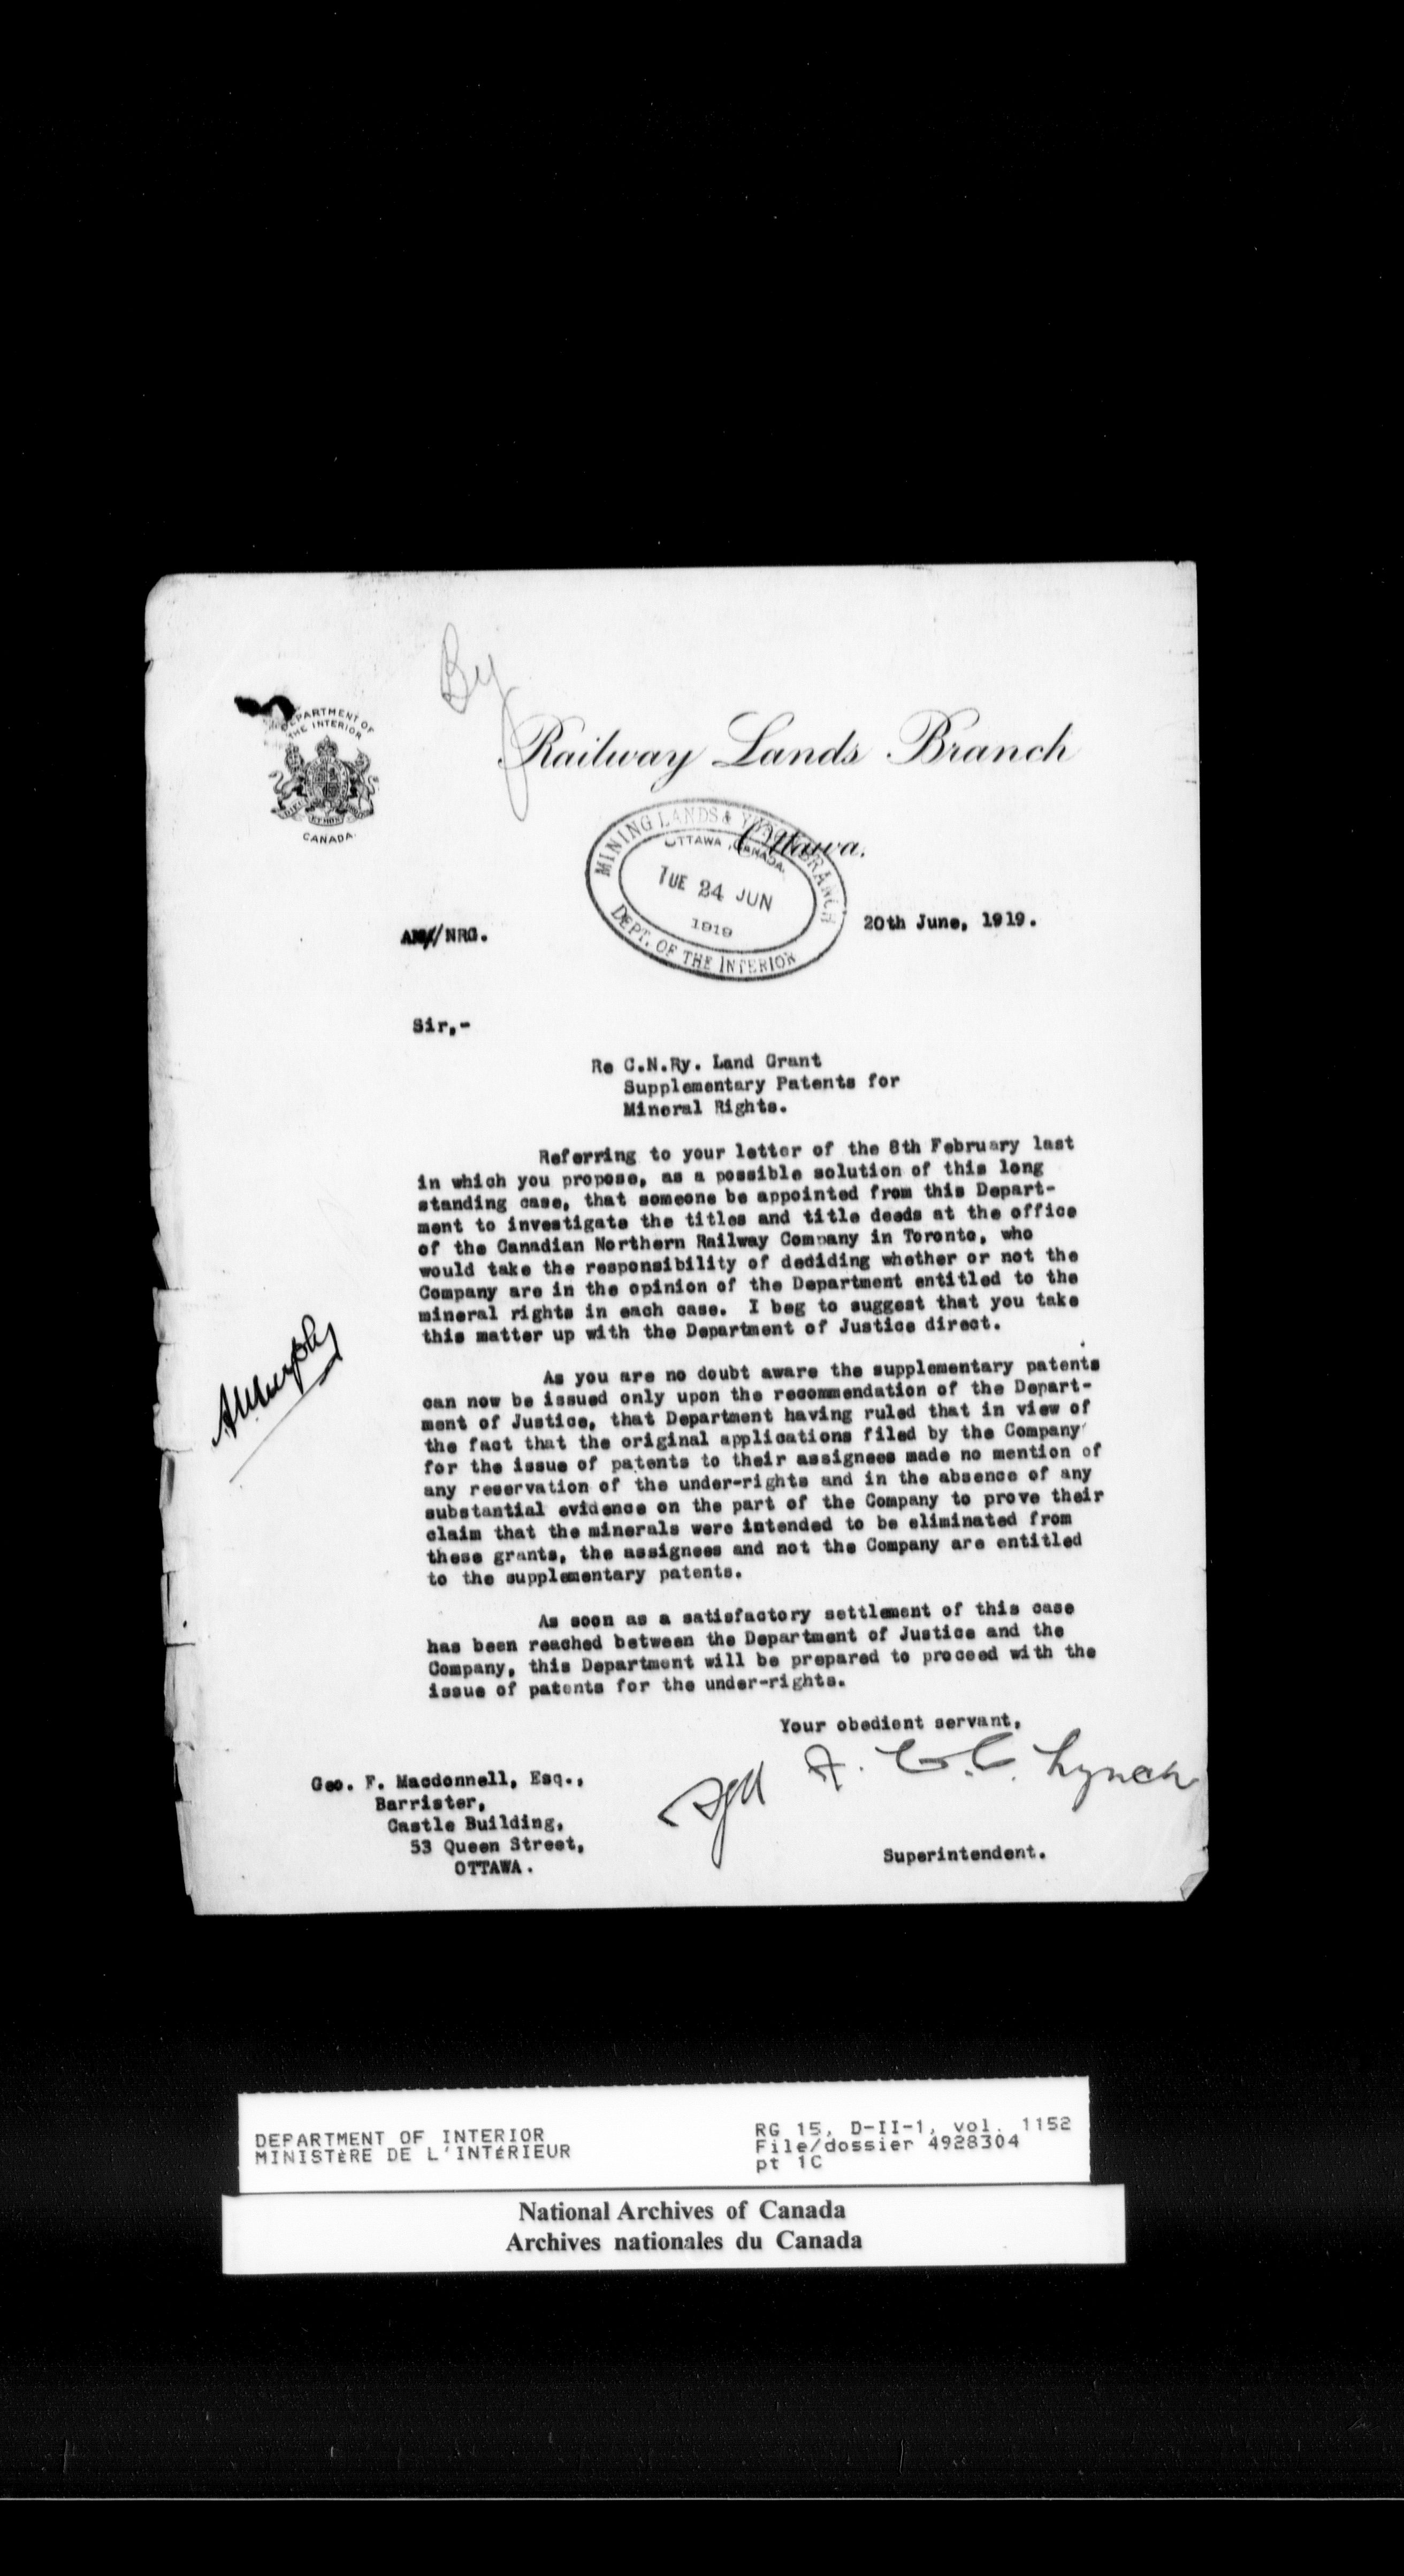 By
DEPARTMENT OF
THE INTERIOR
CANADA.
Railway Lands Branch
Ottawa.
MINING LANDS & YUKON BRANCH
OTTAWA, CANADA.
TUE 24 JUN
1919
DEPT. OF THE INTERIOR
NRG.
20th June, 1919.
Sir,-
Re C.N.Ry. Land Grant
Supplementary Patents for
Mineral Rights.
Referring to your letter of the 8th February last
in which you propose, as a possible solution of this long
standing case, that someone be appointed from this Depart-
ment to investigate the titles and title deeds at the office
of the Canadian Northern Railway Company in Toronto, who
would take the responsibility of dediding whether or not the
Company are in the opinion of the Department entitled to the
mineral rights in each case. I beg to suggest that you take
this matter up with the Department of Justice direct.
As you are no doubt aware the supplementary patents
can now be issued only upon the recommendation of the Depart-
ment of Justice, that Department having ruled that in view of
the fact that the original applications filed by the Company
for the issue of patents to their assignees made no mention of
any reservation of the under-rights and in the absence of any
substantial evidence on the part of the Company to prove their
claim that the minerals were intended to be eliminated from
these grants, the assignees and not the Company are entitled
to the supplementary patents.
A Murphy
As soon as a satisfactory settlement of this case
has been reached between the Department of Justice and the
Company, this Department will be prepared to proceed with the
issue of patents for the under-rights.
Your obedient servant,
Sgd F. C. C. Lynch
Superintendent.
Geo. F. Macdonnell, Esq.,
Barrister,
Castle Building,
53 Queen Street,
OTTAWA.
DEPARTMENT OF INTERIOR
MINISTÈRE DE L'INTÉRIEUR
RG 15, D-II-1, vol. 1152
File/dossier 4928304
pt 1C
National Archives of Canada
Archives nationales du Canada